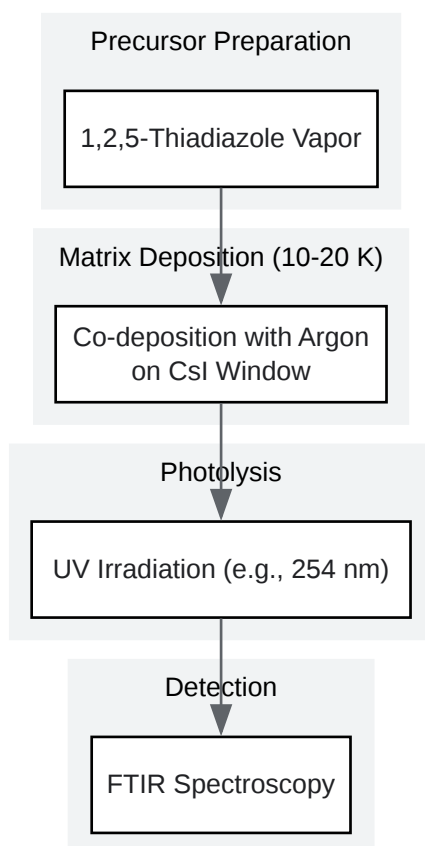 Precursor Preparation
1,2,5-Thiadiazole Vapor
Matrix Deposition (10-20 K)
Co-deposition with Argon
on CsI Window
Photolysis
UV Irradiation (e.g., 254 nm)
Detection
FTIR Spectroscopy